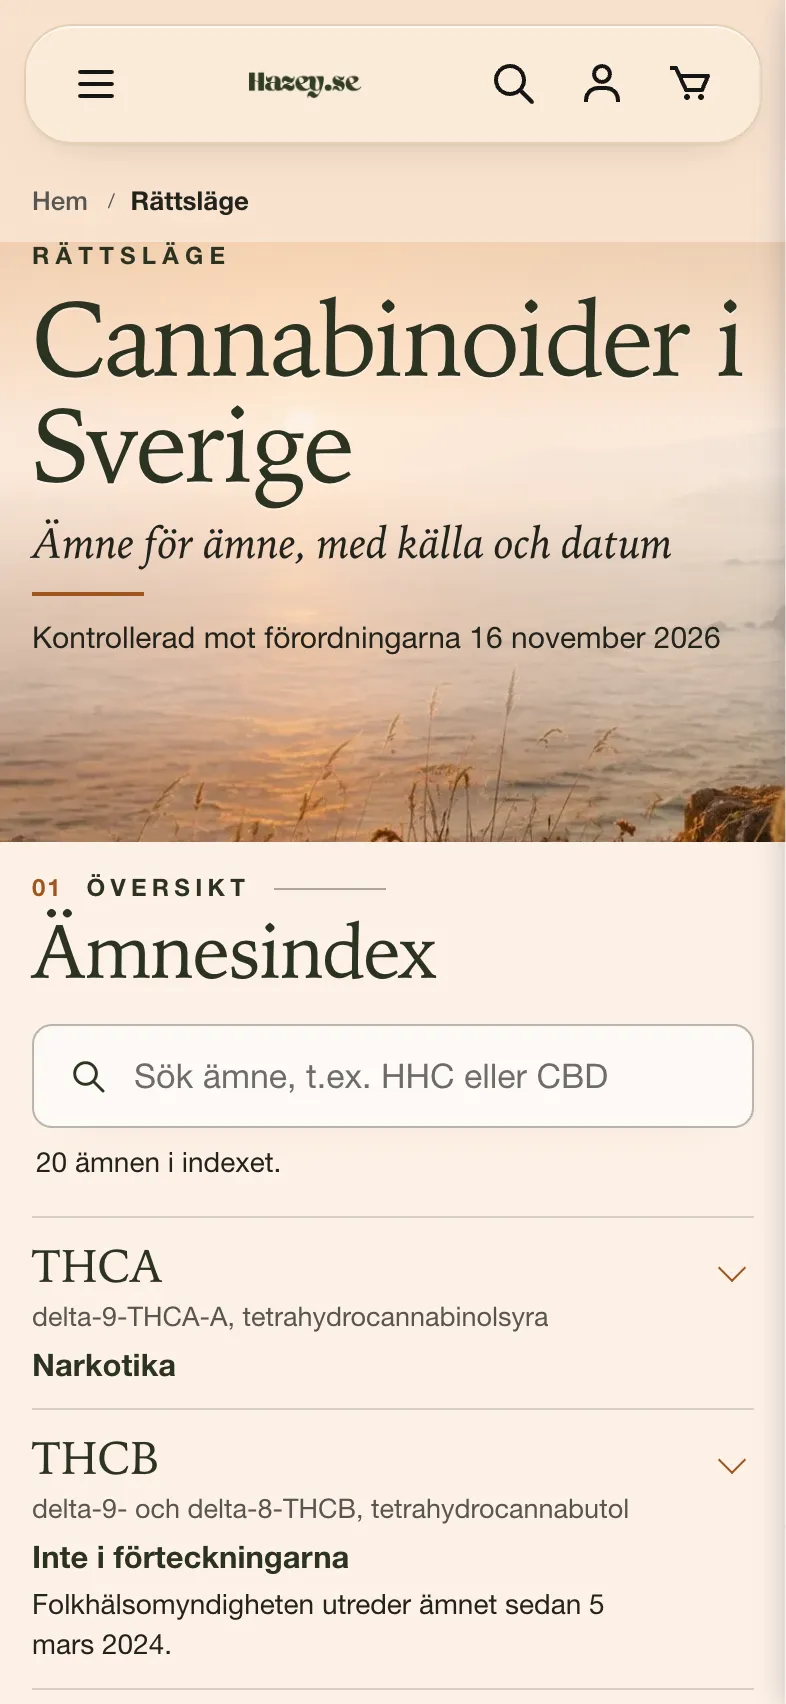 Hazey.se
Hem / Rättsläge
RÄTTSLÄGE
Cannabinoider i
Sverige
Ämne för ämne, med källa och datum
Kontrollerad mot förordningarna 16 november 2026
01 ÖVERSIKT
Ämnesindex
Sök ämne, t.ex. HHC eller CBD
20 ämnen i indexet.
THCA
delta-9-THCA-A, tetrahydrocannabinolsyra
Narkotika
THCB
delta-9- och delta-8-THCB, tetrahydrocannabutol
Inte i förteckningarna
Folkhälsomyndigheten utreder ämnet sedan 5
mars 2024.